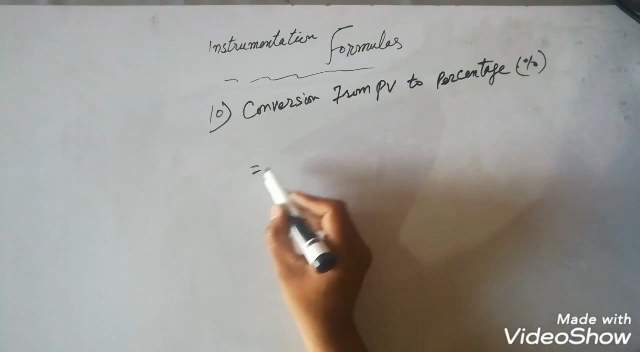 Instrumentation Formulas
10) Conversion From PV to Percentage (%)
=
Made with
VideoShow